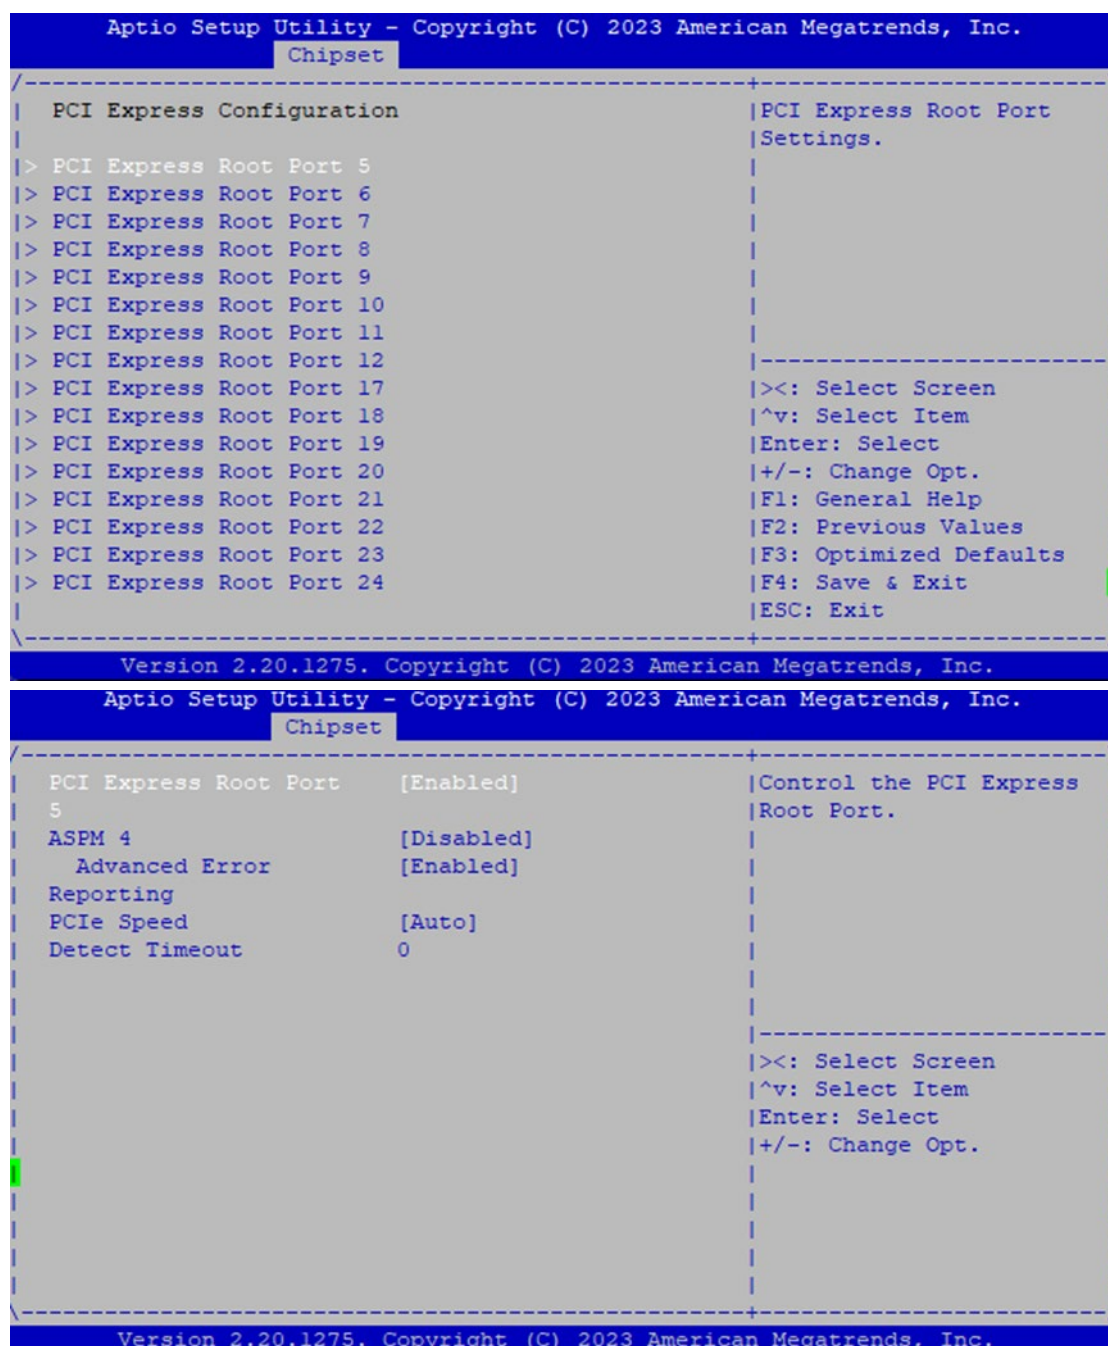 Aptio Setup Utility - Copyright (C) 2023 American Megatrends, Inc.
Chipset
/----------------------------------------------------+-------------------------
| PCI Express Configuration |PCI Express Root Port
| |Settings.
|> PCI Express Root Port 5 |
|> PCI Express Root Port 6 |
|> PCI Express Root Port 7 |
|> PCI Express Root Port 8 |
|> PCI Express Root Port 9 |
|> PCI Express Root Port 10 |
|> PCI Express Root Port 11 |
|> PCI Express Root Port 12 |-------------------------
|> PCI Express Root Port 17 |><: Select Screen
|> PCI Express Root Port 18 |^v: Select Item
|> PCI Express Root Port 19 |Enter: Select
|> PCI Express Root Port 20 |+/-: Change Opt.
|> PCI Express Root Port 21 |F1: General Help
|> PCI Express Root Port 22 |F2: Previous Values
|> PCI Express Root Port 23 |F3: Optimized Defaults
|> PCI Express Root Port 24 |F4: Save & Exit
| |ESC: Exit
\----------------------------------------------------+-------------------------
Version 2.20.1275. Copyright (C) 2023 American Megatrends, Inc.
Aptio Setup Utility - Copyright (C) 2023 American Megatrends, Inc.
Chipset
/----------------------------------------------------+-------------------------
| PCI Express Root Port [Enabled] |Control the PCI Express
| 5 |Root Port.
| ASPM 4 [Disabled] |
| Advanced Error [Enabled] |
| Reporting |
| PCIe Speed [Auto] |
| Detect Timeout 0 |
| |
| |
| |-------------------------
| |><: Select Screen
| |^v: Select Item
| |Enter: Select
| |+/-: Change Opt.
| |
| |
| |
| |
| |
\----------------------------------------------------+-------------------------
Version 2.20.1275. Copyright (C) 2023 American Megatrends, Inc.